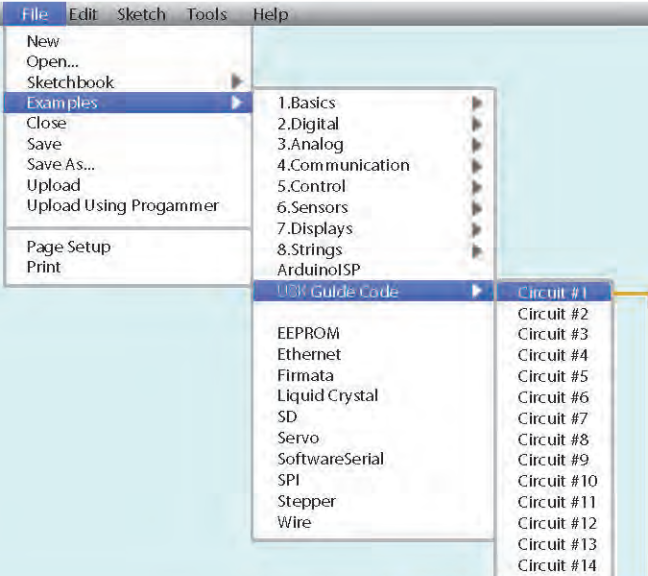 File Edit Sketch Tools Help
New
Open...
Sketchbook
Examples
Close
Save
Save As...
Upload
Upload Using Progammer
Page Setup
Print
1.Basics
2.Digital
3.Analog
4.Communication
5.Control
6.Sensors
7.Displays
8.Strings
ArduinoISP
Guide Code
EEPROM
Ethernet
Firmata
Liquid Crystal
SD
Servo
SoftwareSerial
SPI
Stepper
Wire
Circuit #1
Circuit #2
Circuit #3
Circuit #4
Circuit #5
Circuit #6
Circuit #7
Circuit #8
Circuit #9
Circuit #10
Circuit #11
Circuit #12
Circuit #13
Circuit #14